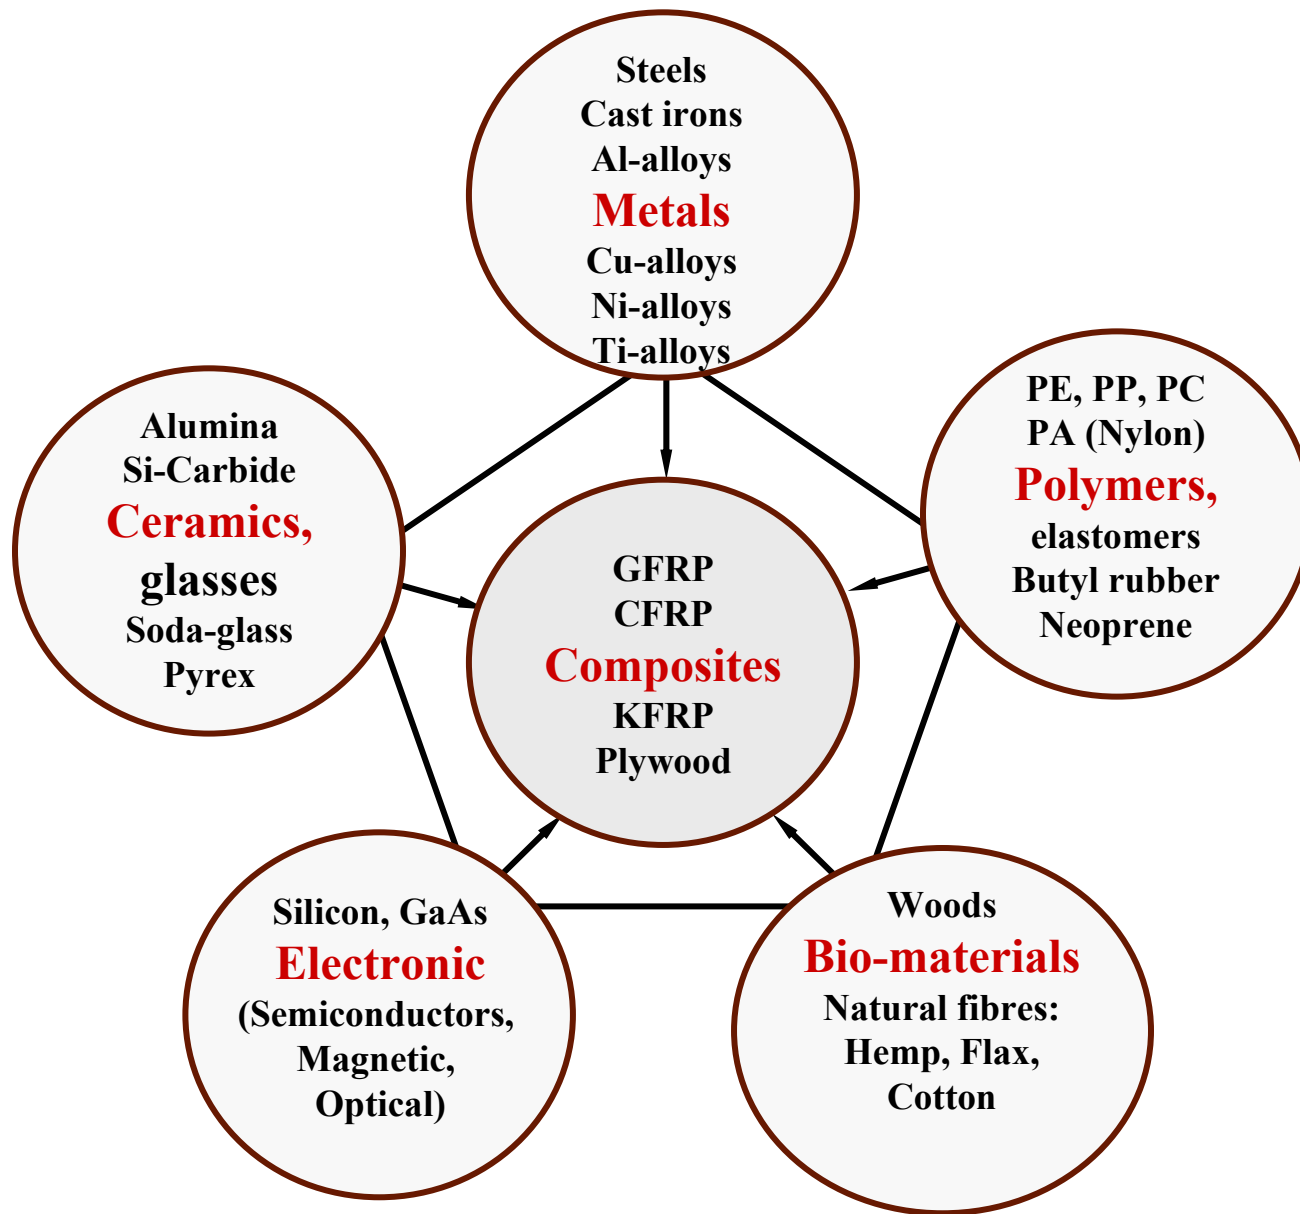 Steels
Cast irons
Al-alloys
Metals
Cu-alloys
Ni-alloys
Ti-alloys
Alumina
Si-Carbide
Ceramics,
glasses
Soda-glass
Pyrex
PE, PP, PC
PA (Nylon)
Polymers,
elastomers
Butyl rubber
Neoprene
GFRP
CFRP
Composites
KFRP
Plywood
Silicon, GaAs
Electronic
(Semiconductors,
Magnetic,
Optical)
Woods
Bio-materials
Natural fibres:
Hemp, Flax,
Cotton